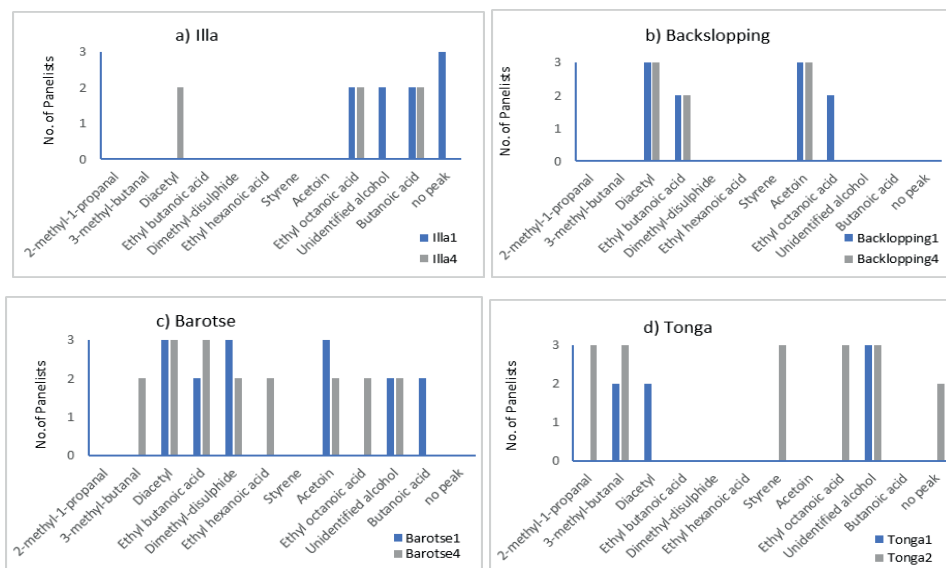 a) Illa
No. of Panelists
3
2
1
0
2-methyl-1-propanal
3-methyl-butanal
Diacetyl
Ethyl butanoic acid
Dimethyl-disulphide
Ethyl hexanoic acid
Styrene
Acetoin
Ethyl octanoic acid
Unidentified alcohol
Butanoic acid
no peak
Illa1
Illa4
b) Backslopping
No. of Panelists
3
2
1
0
2-methyl-1-propanal
3-methyl-butanal
Diacetyl
Ethyl butanoic acid
Dimethyl-disulphide
Ethyl hexanoic acid
Styrene
Acetoin
Ethyl octanoic acid
Unidentified alcohol
Butanoic acid
no peak
Backlopping1
Backlopping4
c) Barotse
No.of Panelists
3
2
1
0
2-methyl-1-propanal
3-methyl-butanal
Diacetyl
Ethyl butanoic acid
Dimethyl-disulphide
Ethyl hexanoic acid
Styrene
Acetoin
Ethyl octanoic acid
Unidentified alcohol
Butanoic acid
no peak
Barotse1
Barotse4
d) Tonga
No.of Panelists
3
2
1
0
2-methyl-1-propanal
3-methyl-butanal
Diacetyl
Ethyl butanoic acid
Dimethyl-disulphide
Ethyl hexanoic acid
Styrene
Acetoin
Ethyl octanoic acid
Unidentified alcohol
Butanoic acid
no peak
Tonga1
Tonga2